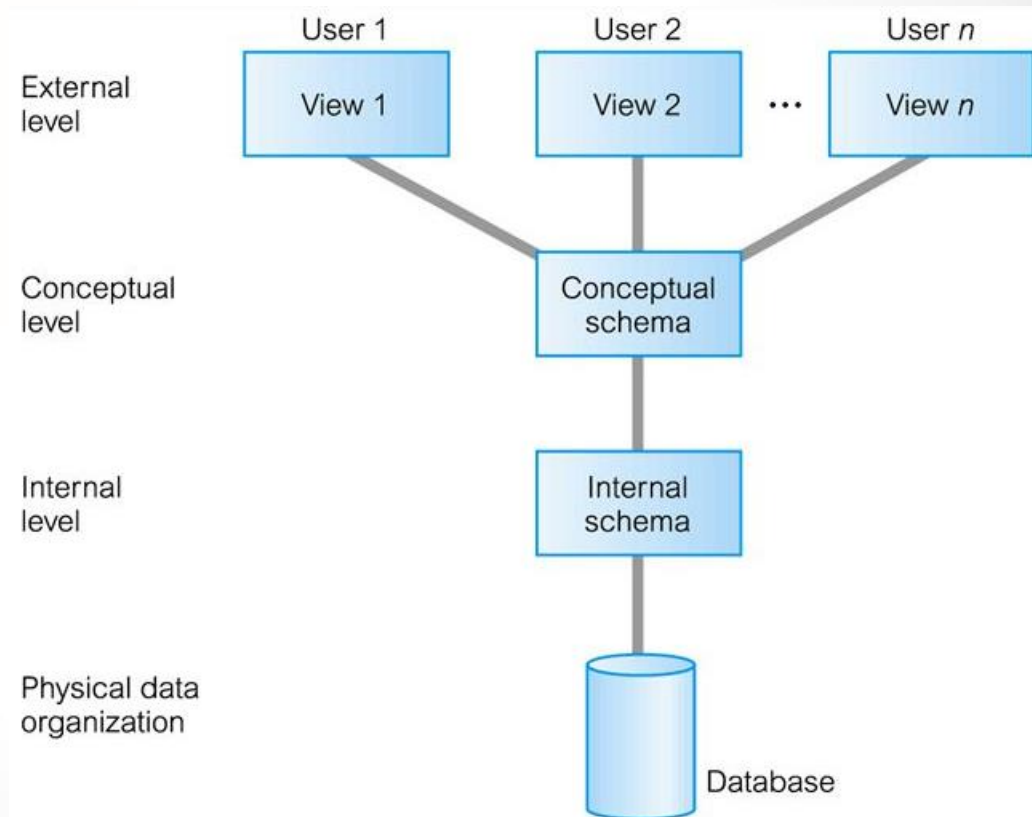 User 1
User 2
User n
External
level
View 1
View 2
...
View n
Conceptual
level
Conceptual
schema
Internal
level
Internal
schema
Physical data
organization
Database